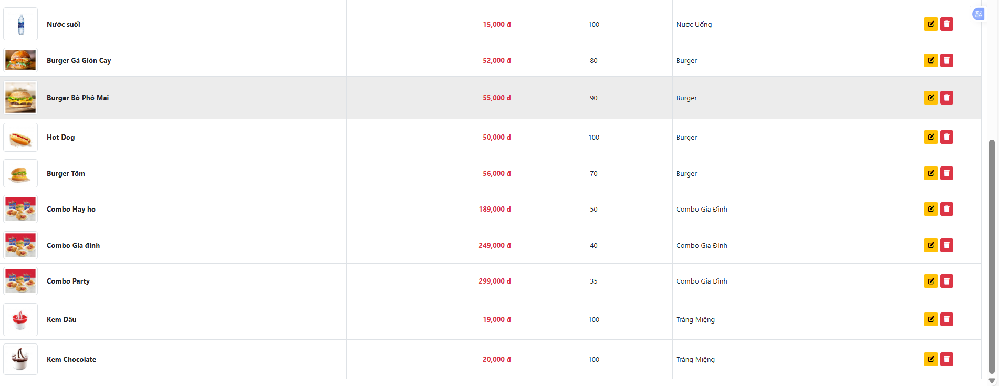 Nước suối 15,000 đ 100 Nước Uống
Burger Gà Giòn Cay 52,000 đ 80 Burger
Burger Bò Phô Mai 55,000 đ 90 Burger
Hot Dog 50,000 đ 100 Burger
Burger Tôm 56,000 đ 70 Burger
Combo Hay ho 189,000 đ 50 Combo Gia Đình
Combo Gia đình 249,000 đ 40 Combo Gia Đình
Combo Party 299,000 đ 35 Combo Gia Đình
Kem Dâu 19,000 đ 100 Tráng Miệng
Kem Chocolate 20,000 đ 100 Tráng Miệng